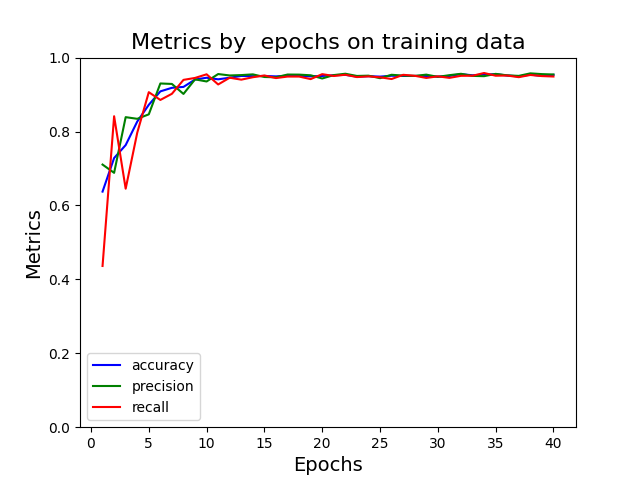 Metrics by  epochs on training data
Metrics
1.0
0.8
0.6
0.4
0.2
0.0
accuracy
precision
recall
0 5 10 15 20 25 30 35 40
Epochs